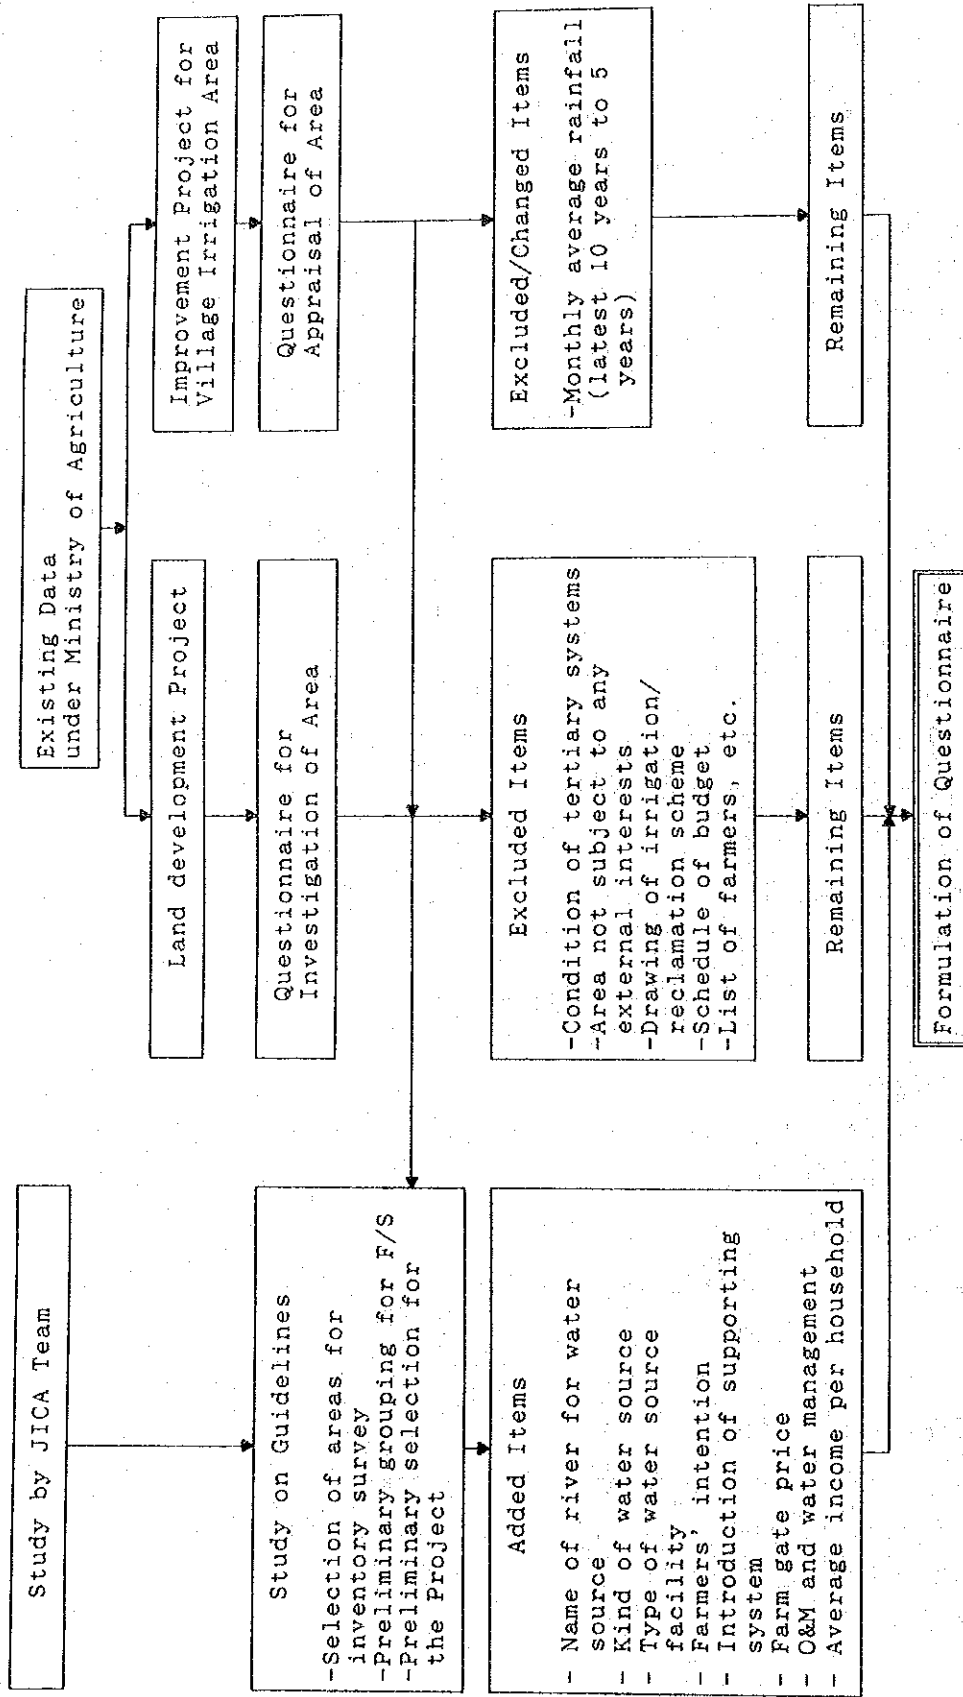 Study by JICA Team
Existing Data
under Ministry of Agriculture
Land development Project
Improvement Project for
Village Irrigation Area
Study on Guidelines
-Selection of areas for
inventory survey
-Preliminary grouping for F/S
-Preliminary selection for
the Project
Questionnaire for
Investigation of Area
Questionnaire for
Appraisal of Area
Added Items
- Name of river for water
source
- Kind of water source
- Type of water source
facility
- Farmers' intention
- Introduction of supporting
system
- Farm gate price
- O&M and water management
- Average income per household
Excluded Items
-Condition of tertiary systems
-Area not subject to any
external interests
-Drawing of irrigation/
reclamation scheme
-Schedule of budget
-List of farmers, etc.
Excluded/Changed Items
-Monthly average rainfall
(latest 10 years to 5
years)
Remaining Items
Remaining Items
Formulation of Questionnaire